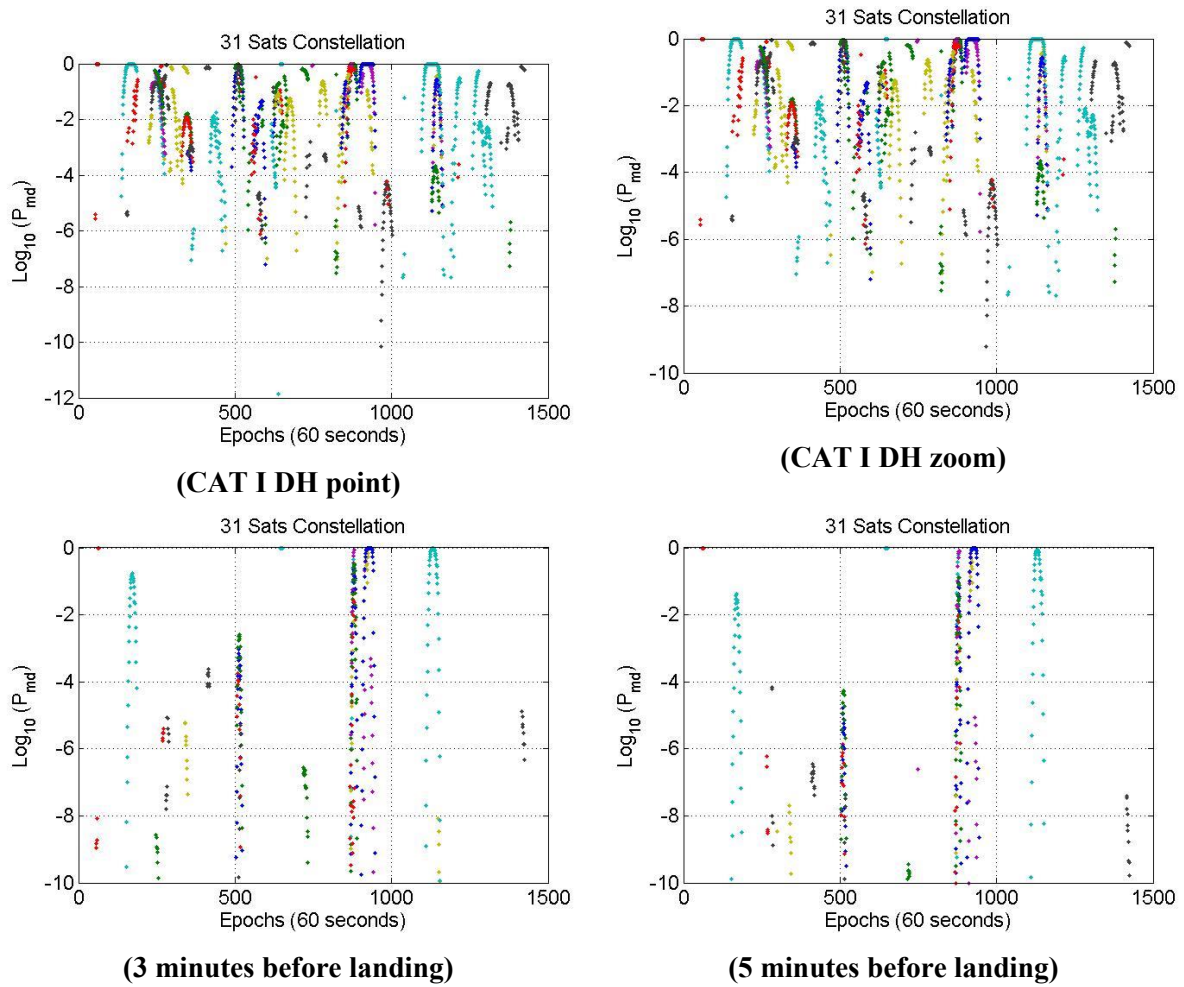 31 Sats Constellation
0
-2
-4
-6
-8
-10
-12
Log10 (Pmd)
0
500
1000
1500
Epochs (60 seconds)
(CAT I DH point)
31 Sats Constellation
0
-2
-4
-6
-8
-10
Log10 (Pmd)
0
500
1000
1500
Epochs (60 seconds)
(CAT I DH zoom)
31 Sats Constellation
0
-2
-4
-6
-8
-10
Log10 (Pmd)
0
500
1000
1500
Epochs (60 seconds)
(3 minutes before landing)
31 Sats Constellation
0
-2
-4
-6
-8
-10
Log10 (Pmd)
0
500
1000
1500
Epochs (60 seconds)
(5 minutes before landing)